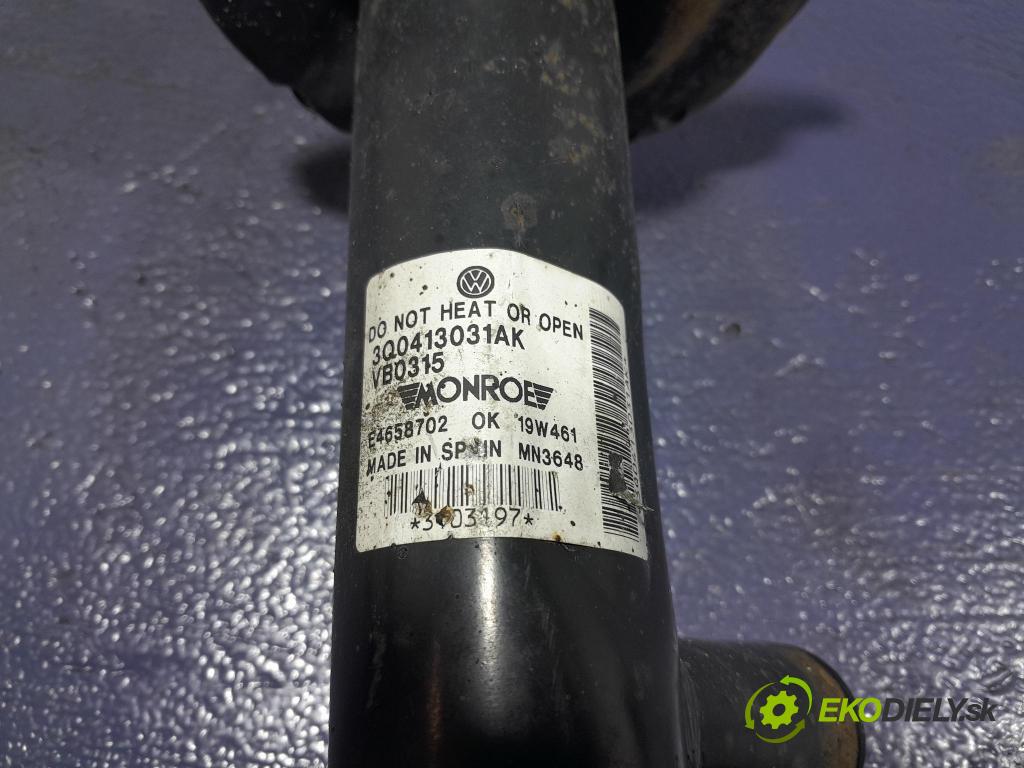 DO NOT HEAT OR OPEN
3Q0413031AK
VB0315
MONROE
E4658702 OK 19W461
MADE IN SPAIN MN3648
EKODIELY.sk